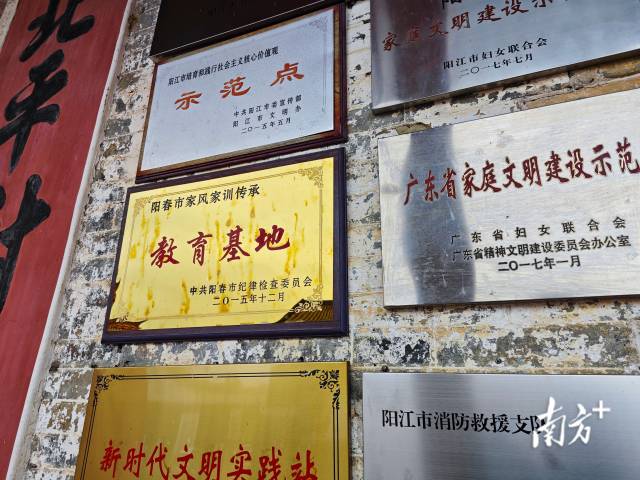 北平计
阳江市培育和践行社会主义核心价值观
示范点
中共阳江市委宣传部
阳江市文明办
二〇一五年五月
家庭文明建设示
阳江市妇女联合会
二〇一七年七月
阳春市家风家训传承
教育基地
中共阳春市纪律检查委员会
二〇一五年十二月
广东省家庭文明建设示范
广东省妇女联合会
广东省精神文明建设委员会办公室
二〇一七年一月
新时代文明实践站
阳江市消防救援支队
南方+